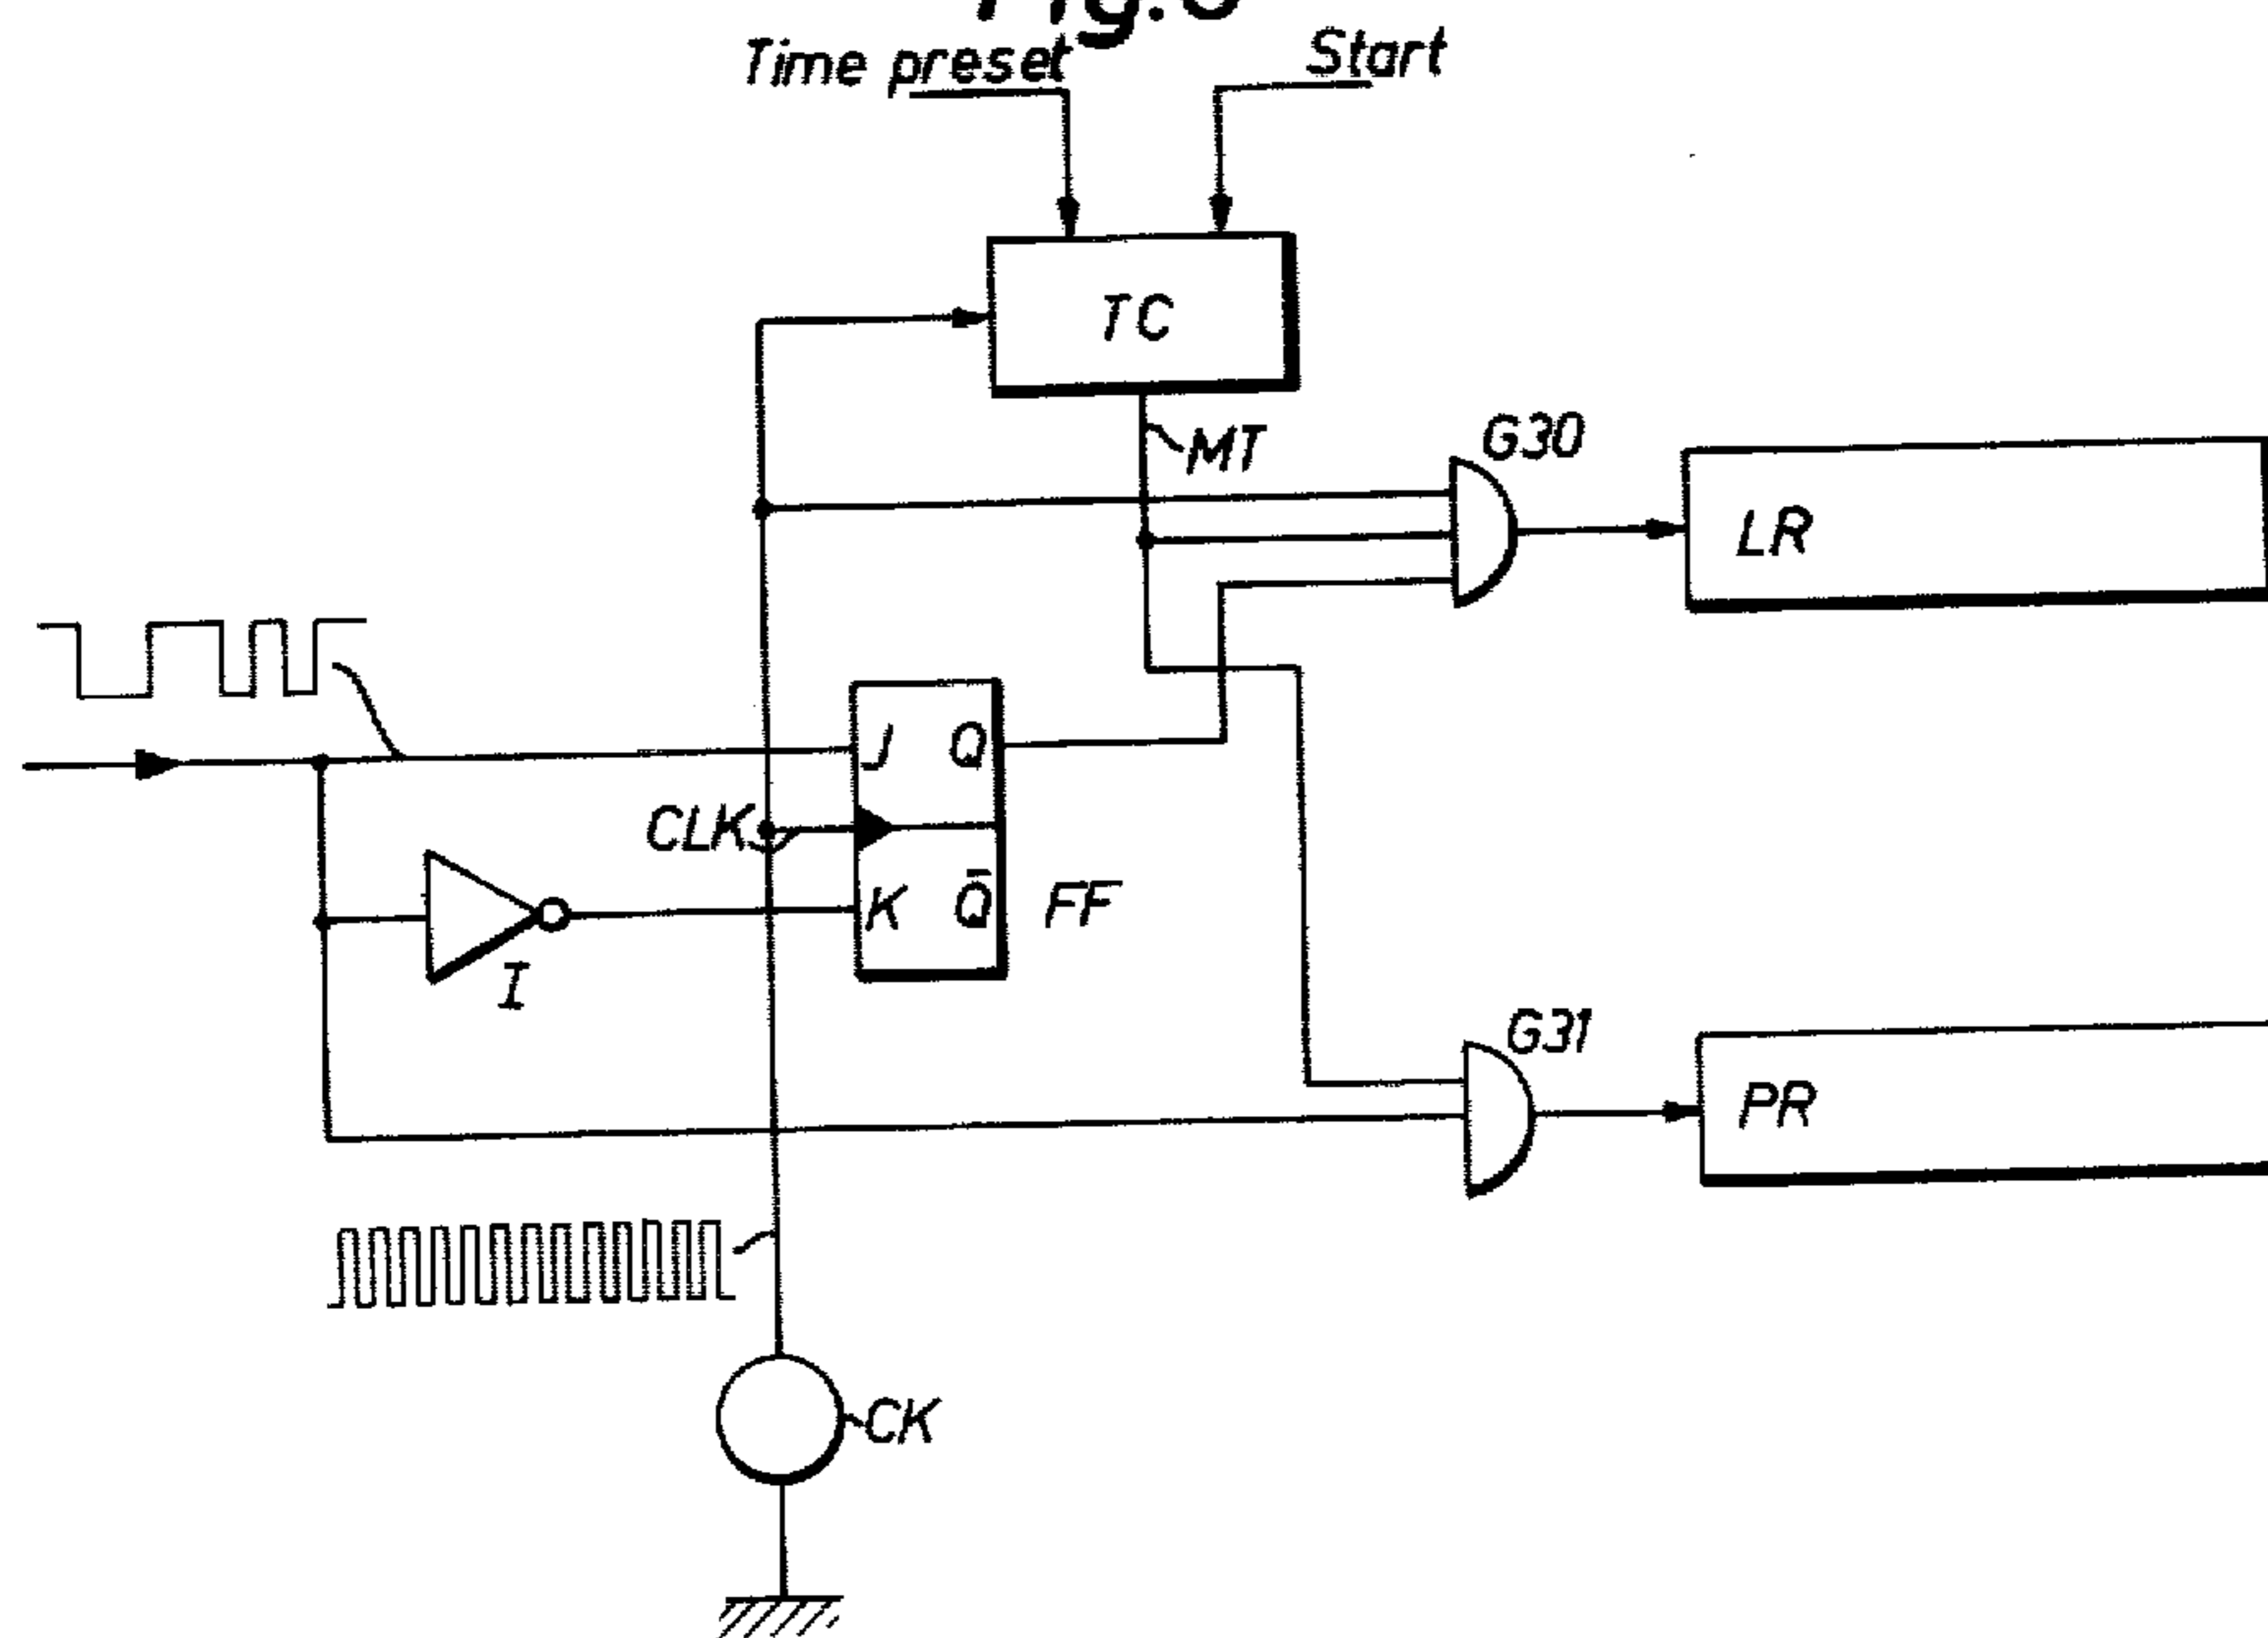 Time preset
Start
TC
MT
G30
LR
J Q
CLK
K Q̄
FF
I
G31
PR
CK